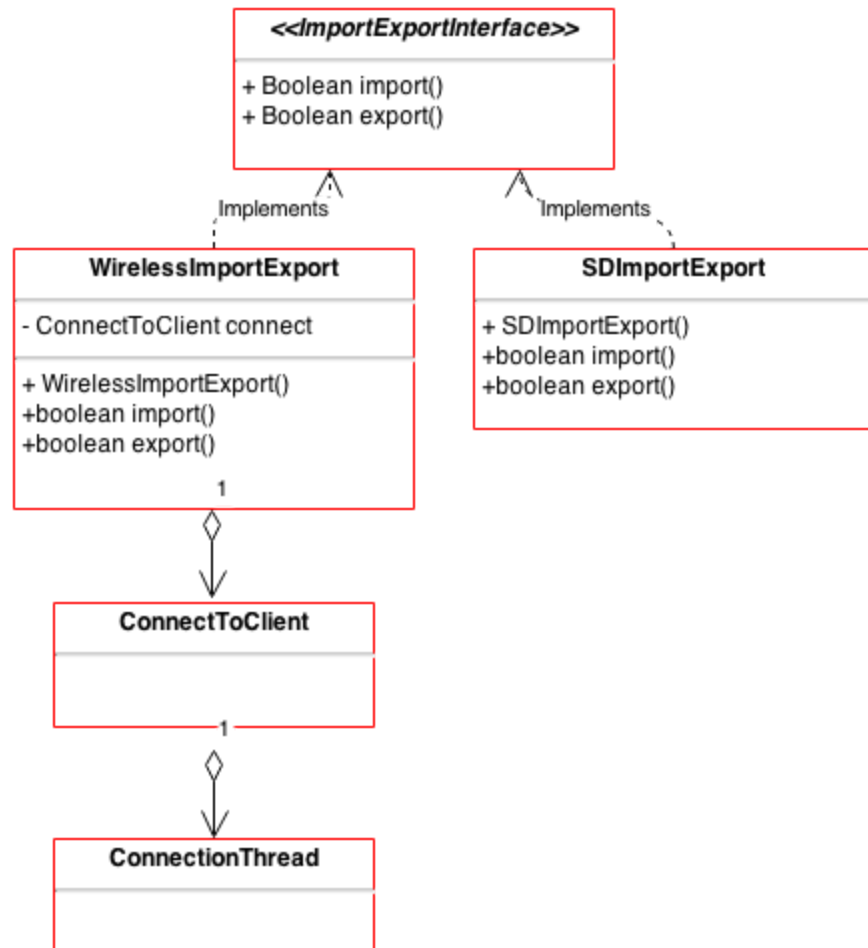 <<ImportExportInterface>>
+ Boolean import()
+ Boolean export()
Implements
Implements
WirelessImportExport
- ConnectToClient connect
+ WirelessImportExport()
+boolean import()
+boolean export()
1
SDImportExport
+ SDImportExport()
+boolean import()
+boolean export()
ConnectToClient
1
ConnectionThread